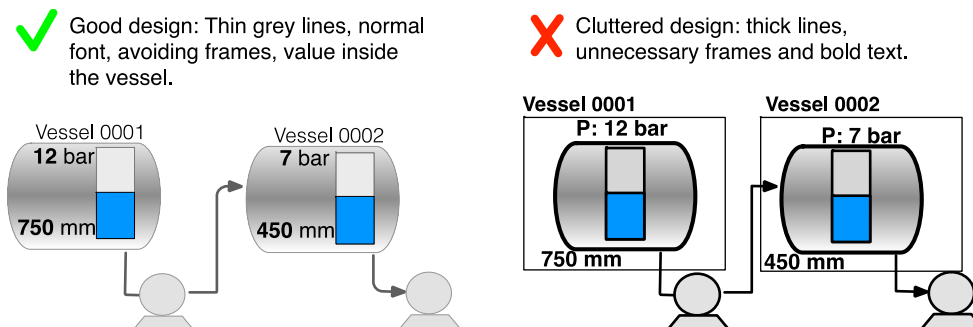 Good design: Thin grey lines, normal
font, avoiding frames, value inside
the vessel.
Vessel 0001
12 bar
750 mm
Vessel 0002
7 bar
450 mm
Cluttered design: thick lines,
unnecessary frames and bold text.
Vessel 0001
P: 12 bar
750 mm
Vessel 0002
P: 7 bar
450 mm